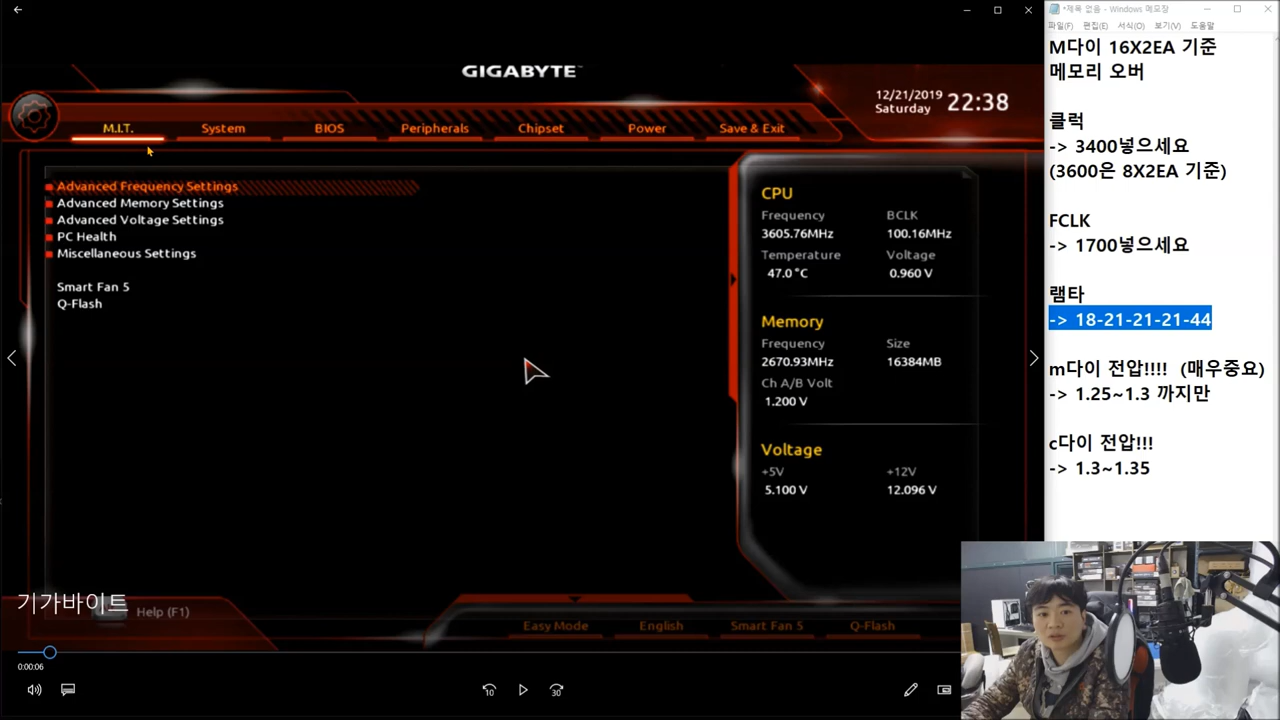 GIGABYTE™
12/21/2019
Saturday
22:38
M.I.T.
System
BIOS
Peripherals
Chipset
Power
Save & Exit
Advanced Frequency Settings
Advanced Memory Settings
Advanced Voltage Settings
PC Health
Miscellaneous Settings
Smart Fan 5
Q-Flash
CPU
Frequency
BCLK
3605.76MHz
100.16MHz
Temperature
Voltage
47.0 °C
0.960 V
Memory
Frequency
Size
2670.93MHz
16384MB
Ch A/B Volt
1.200 V
Voltage
+5V
+12V
5.100 V
12.096 V
기가바이트
Help (F1)
Easy Mode
English
Smart Fan 5
Q-Flash
0:00:06
10
30
*제목 없음 - Windows 메모장
파일(F) 편집(E) 서식(O) 보기(V) 도움말
M다이 16X2EA 기준
메모리 오버
클럭
-> 3400넣으세요
(3600은 8X2EA 기준)
FCLK
-> 1700넣으세요
램타
-> 18-21-21-21-44
m다이 전압!!!! (매우중요)
-> 1.25~1.3 까지만
c다이 전압!!!
-> 1.3~1.35